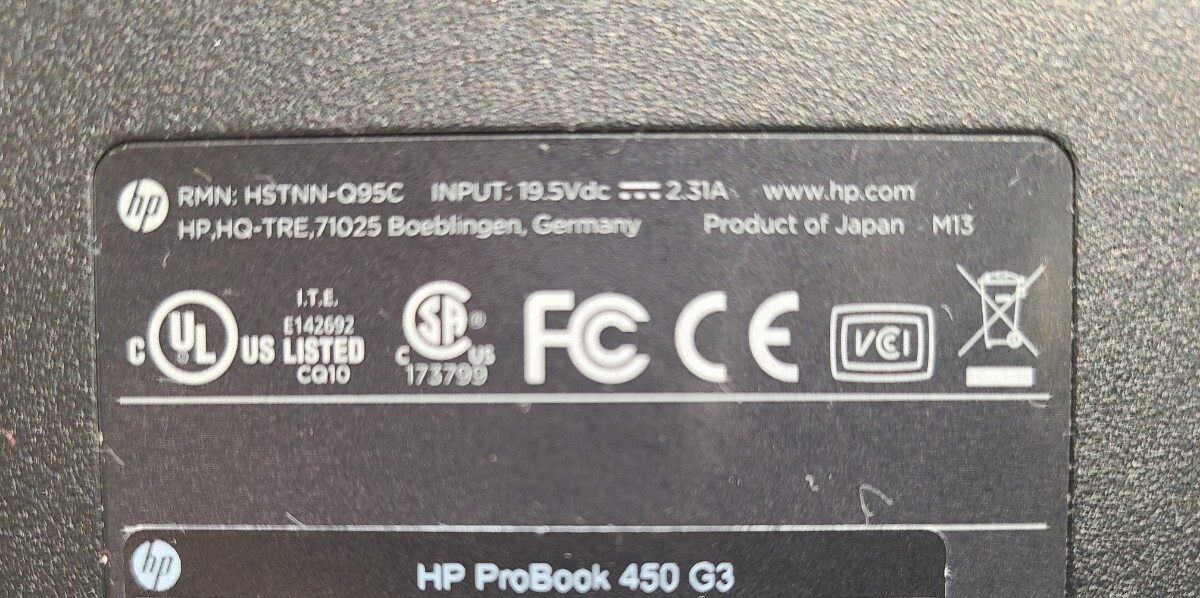 hp RMN: HSTNN-Q95C INPUT: 19.5Vdc 2.31A www.hp.com
HP,HQ-TRE,71025 Boeblingen, Germany Product of Japan M13
I.T.E.
E142692
C UL US LISTED
CQ10
SA®
C US
173799
FC CE VCI
hp HP ProBook 450 G3